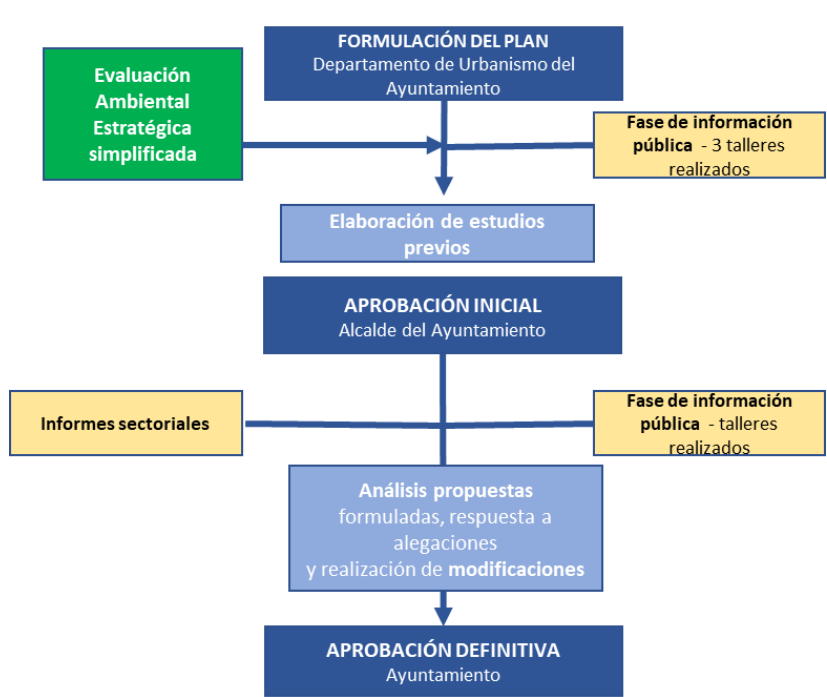 FORMULACIÓN DEL PLAN
Departamento de Urbanismo del
Ayuntamiento
Evaluación
Ambiental
Estratégica
simplificada
Fase de información
pública - 3 talleres
realizados
Elaboración de estudios
previos
APROBACIÓN INICIAL
Alcalde del Ayuntamiento
Informes sectoriales
Fase de información
pública - talleres
realizados
Análisis propuestas
formuladas, respuesta a
alegaciones
y realización de modificaciones
APROBACIÓN DEFINITIVA
Ayuntamiento